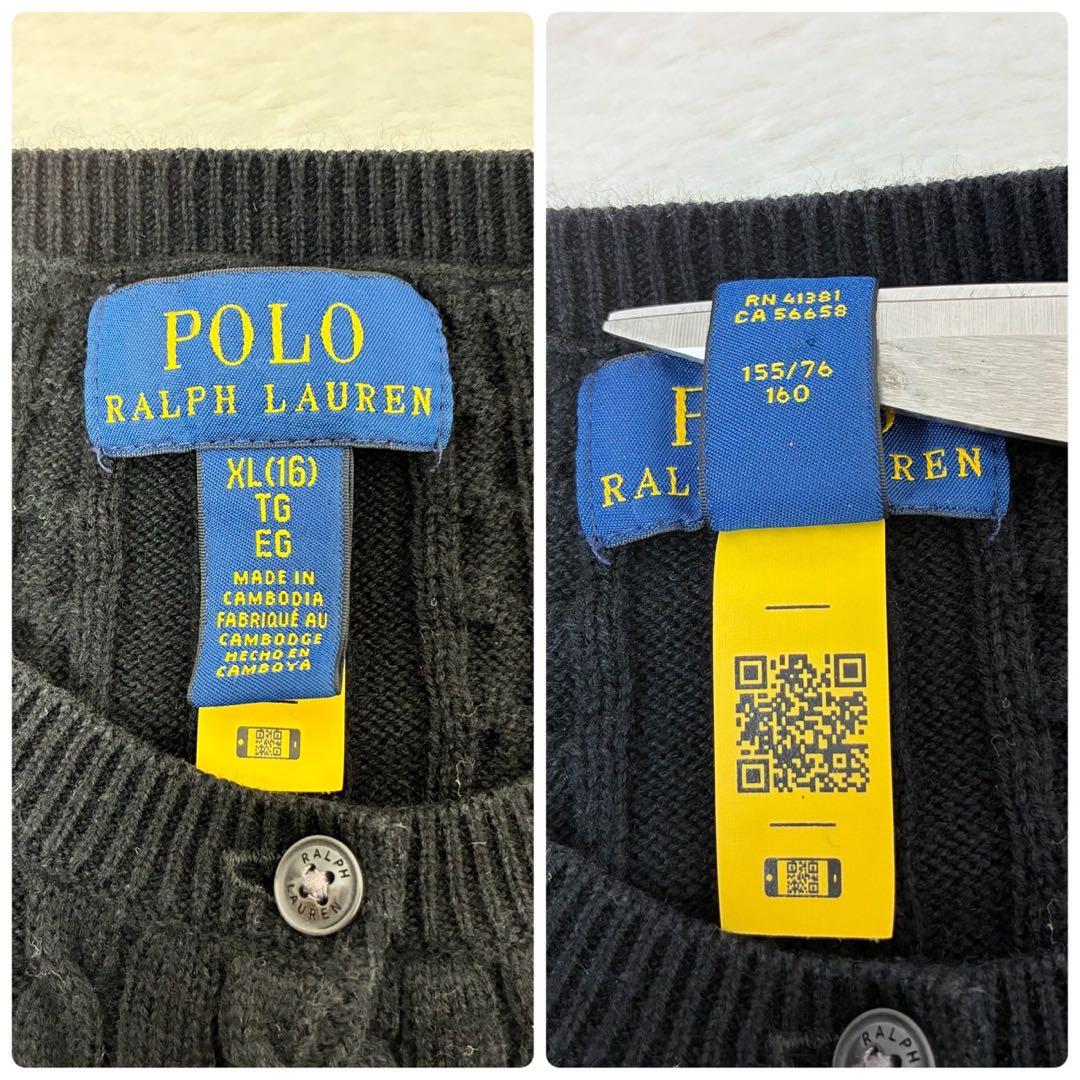 POLO
RALPH LAUREN
XL(16)
TG
EG
MADE IN
CAMBODIA
FABRIQUÉ AU
CAMBODGE
HECHO EN
CAMBOYA
RALPH
LAUREN
RN 41381
CA 56658
155/76
160
P
RAL REN
RALPH
LAUREN